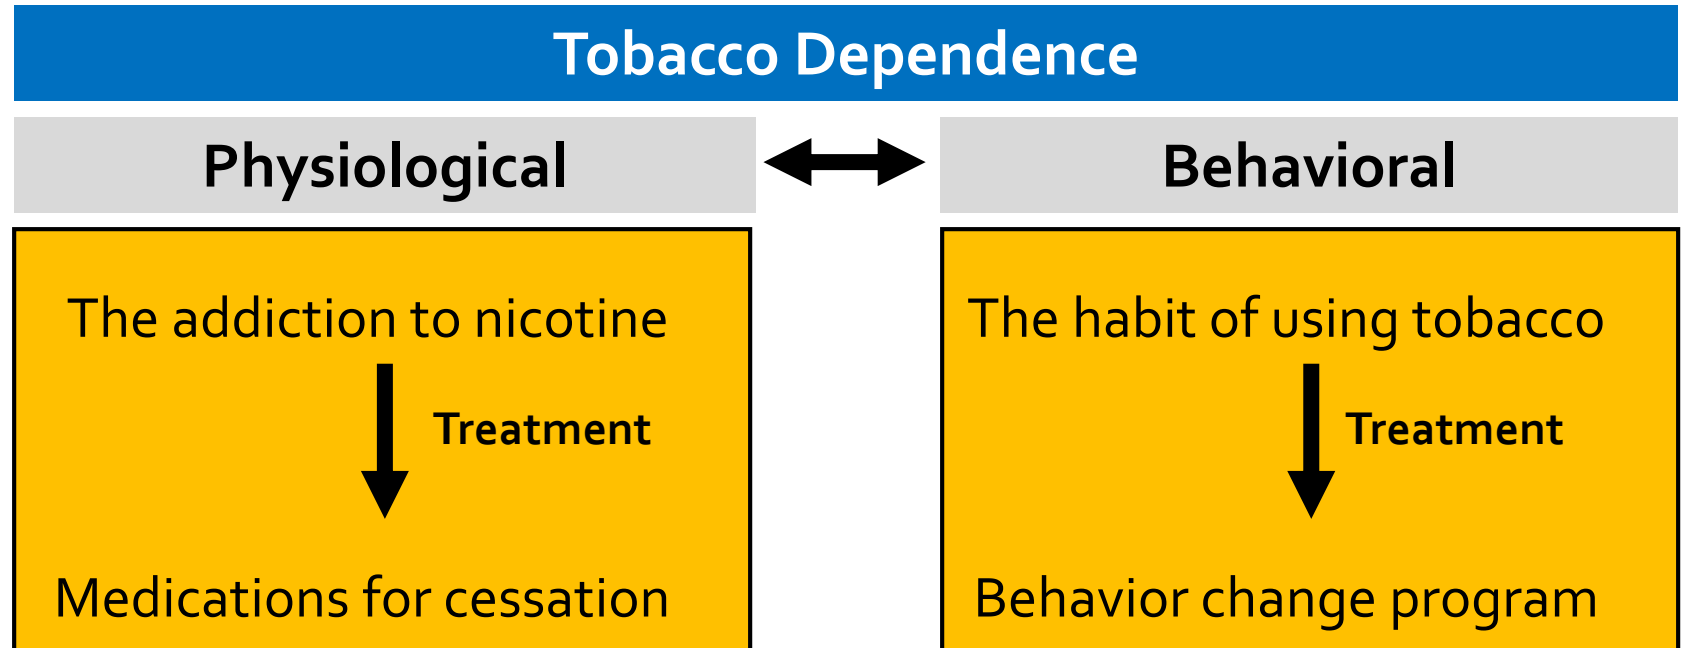 Tobacco Dependence
Physiological
Behavioral
The addiction to nicotine
Treatment
Medications for cessation
The habit of using tobacco
Treatment
Behavior change program